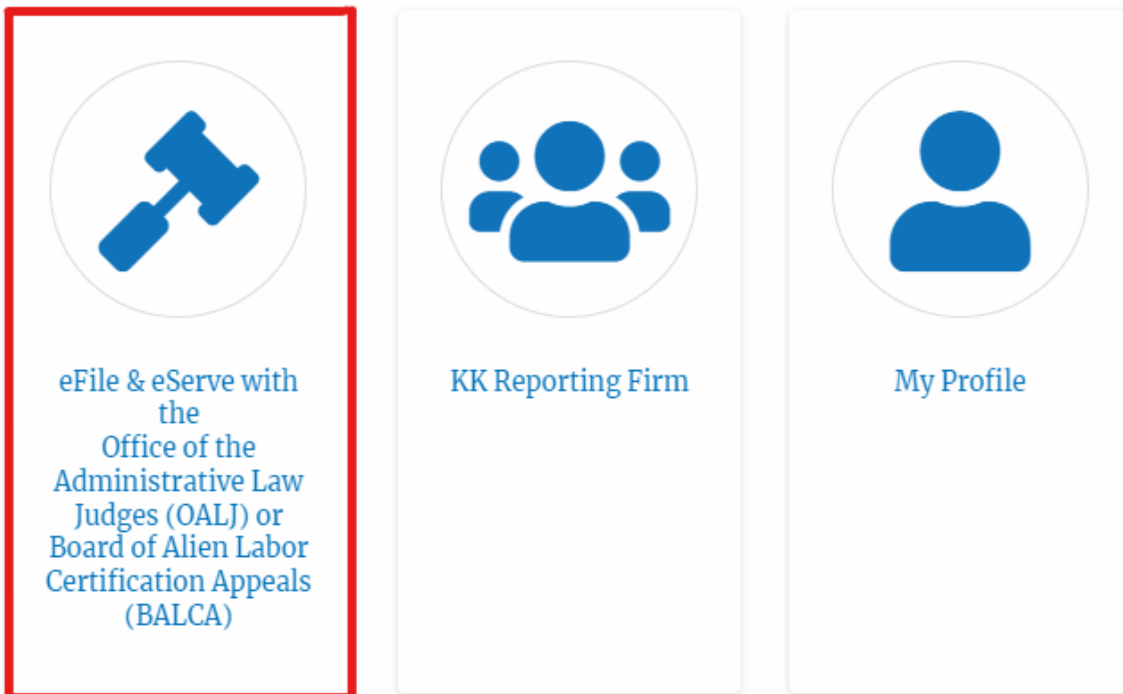 eFile & eServe with
the
Office of the
Administrative Law
Judges (OALJ) or
Board of Alien Labor
Certification Appeals
(BALCA)
KK Reporting Firm
My Profile